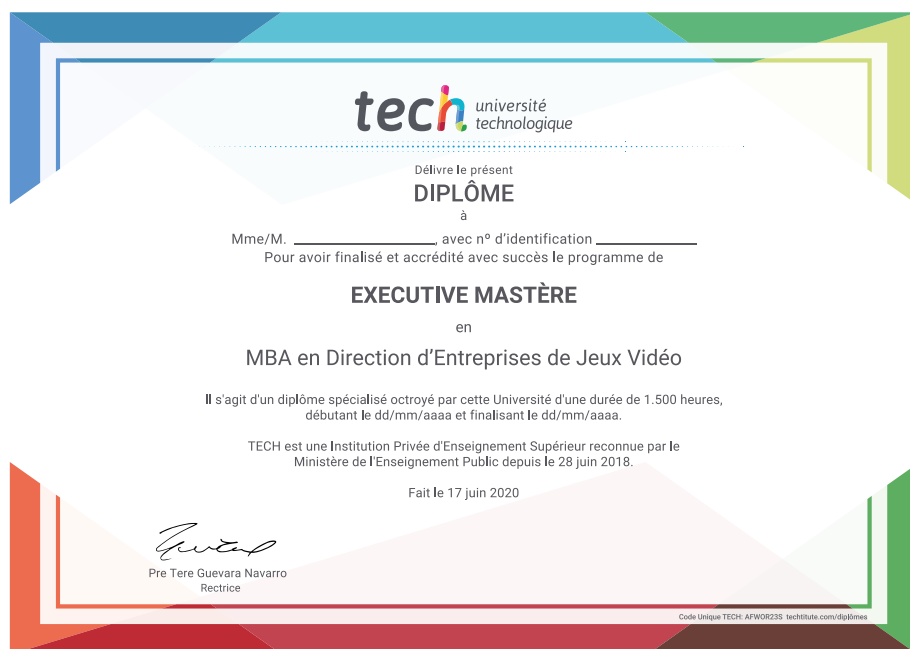 tech université
technologique
Délivre le présent
DIPLÔME
à
Mme/M. ____________________, avec nº d'identification ______________
Pour avoir finalisé et accrédité avec succès le programme de
EXECUTIVE MASTÈRE
en
MBA en Direction d'Entreprises de Jeux Vidéo
Il s'agit d'un diplôme spécialisé octroyé par cette Université d'une durée de 1.500 heures,
débutant le dd/mm/aaaa et finalisant le dd/mm/aaaa.
TECH est une Institution Privée d'Enseignement Supérieur reconnue par le
Ministère de l'Enseignement Public depuis le 28 juin 2018.
Fait le 17 juin 2020
Pre Tere Guevara Navarro
Rectrice
Code Unique TECH: AFWOR23S techtitute.com/diplômes